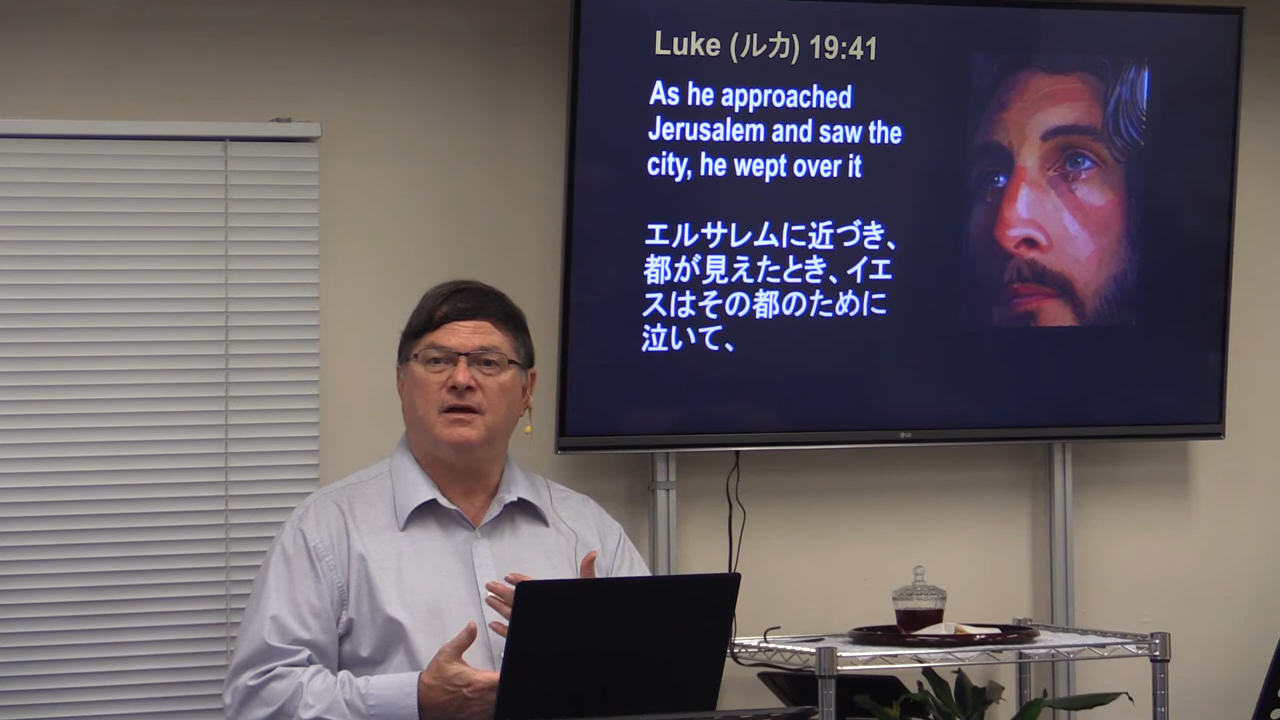 Luke (ルカ) 19:41
As he approached
Jerusalem and saw the
city, he wept over it
エルサレムに近づき、
都が見えたとき、イエ
スはその都のために
泣いて、
LG